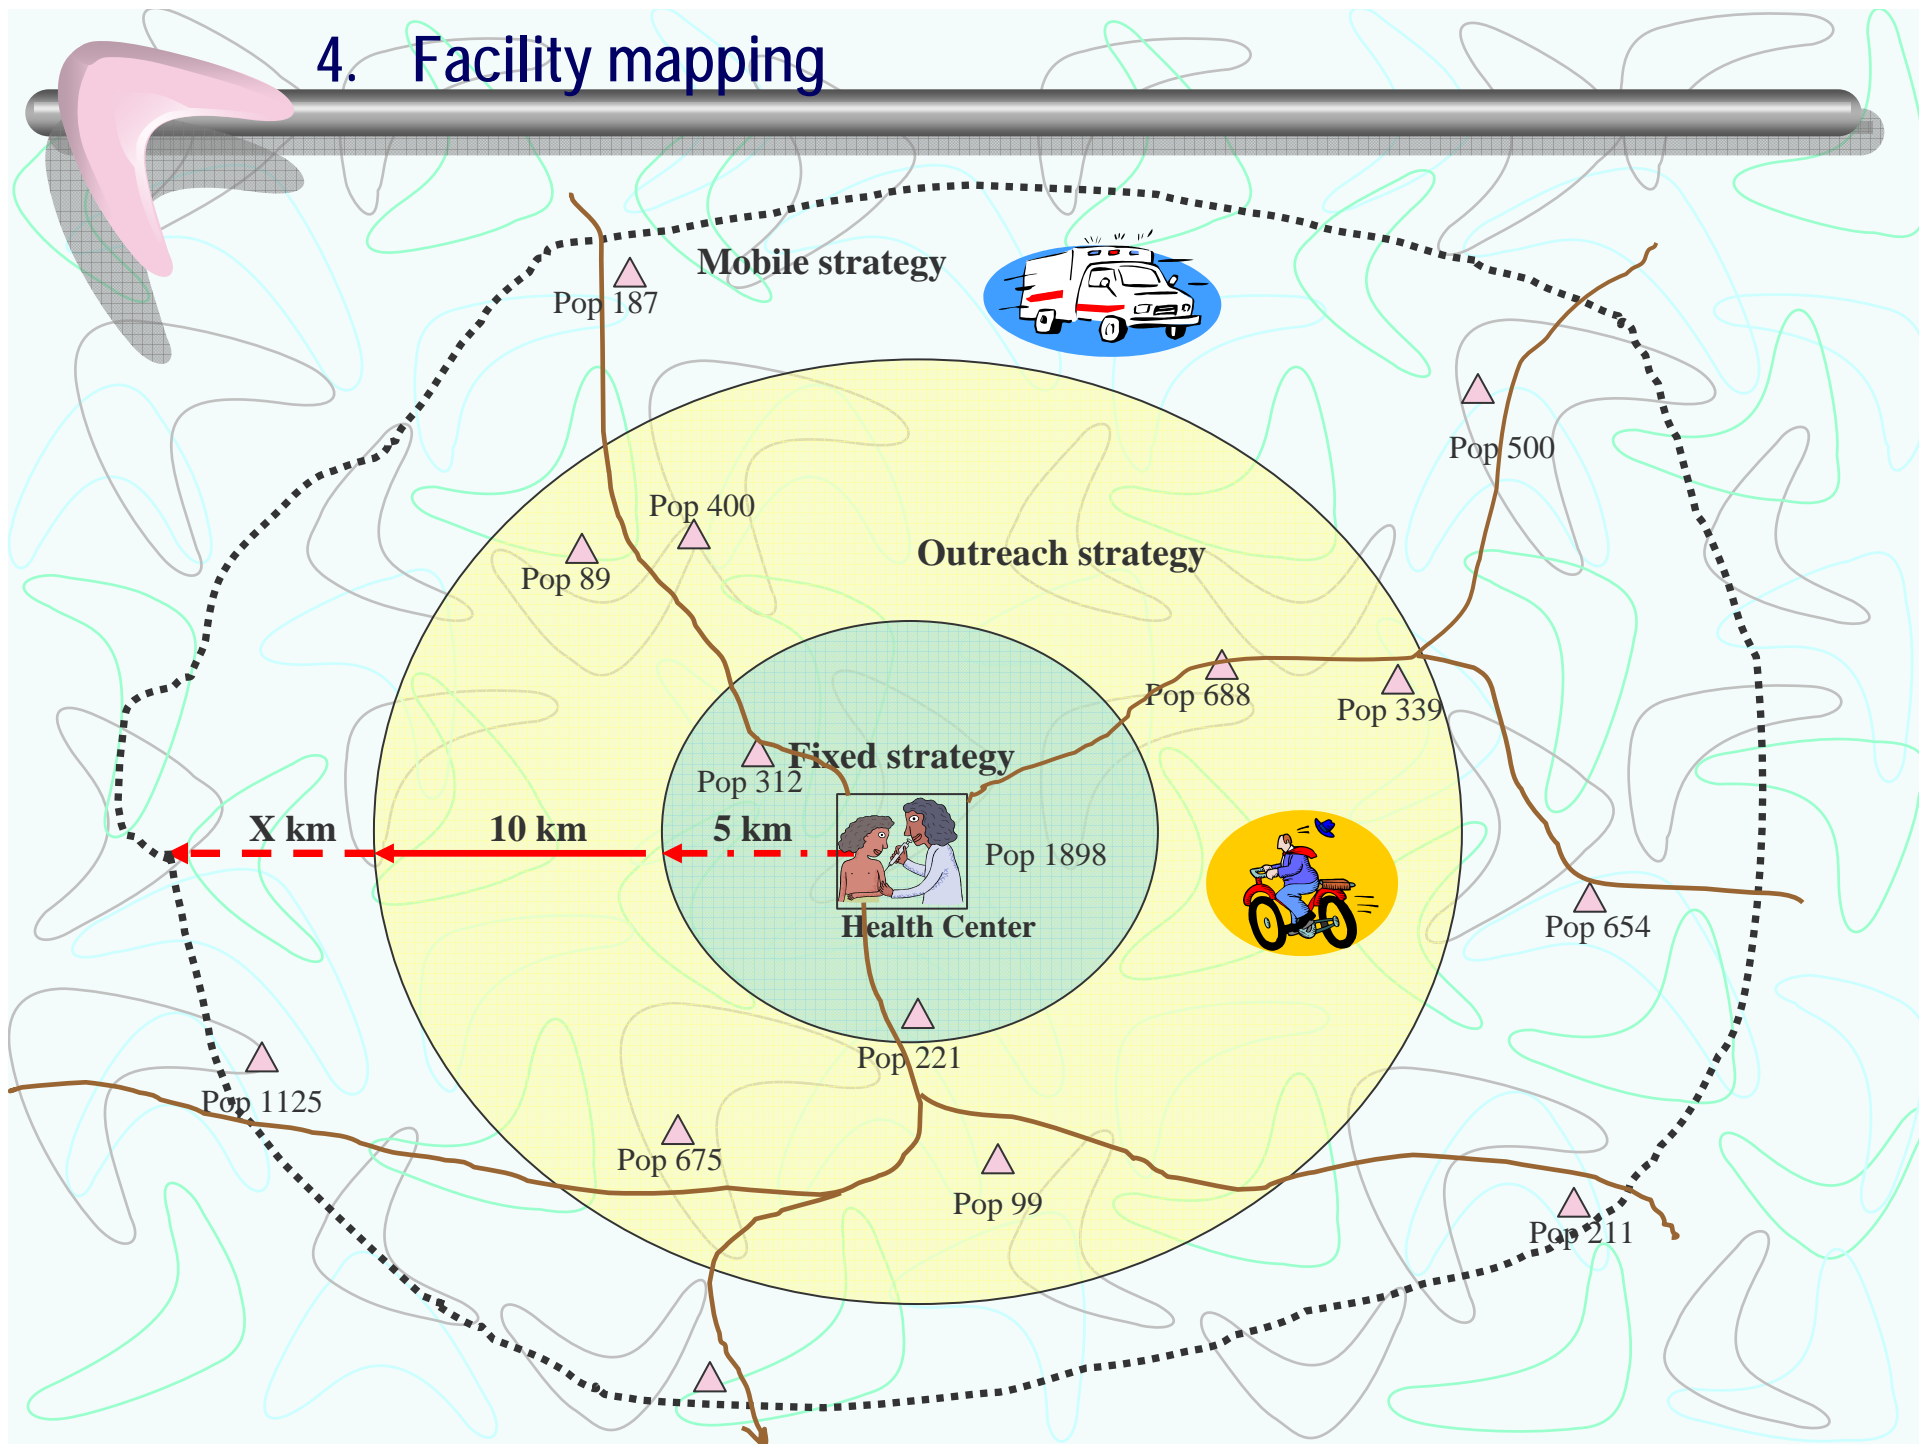 4. Facility mapping
Mobile strategy
Pop 187
Pop 500
Pop 400
Outreach strategy
Pop 89
Pop 688
Pop 339
Fixed strategy
Pop 312
X km
10 km
5 km
Pop 1898
Health Center
Pop 654
Pop 221
Pop 1125
Pop 675
Pop 99
Pop 211